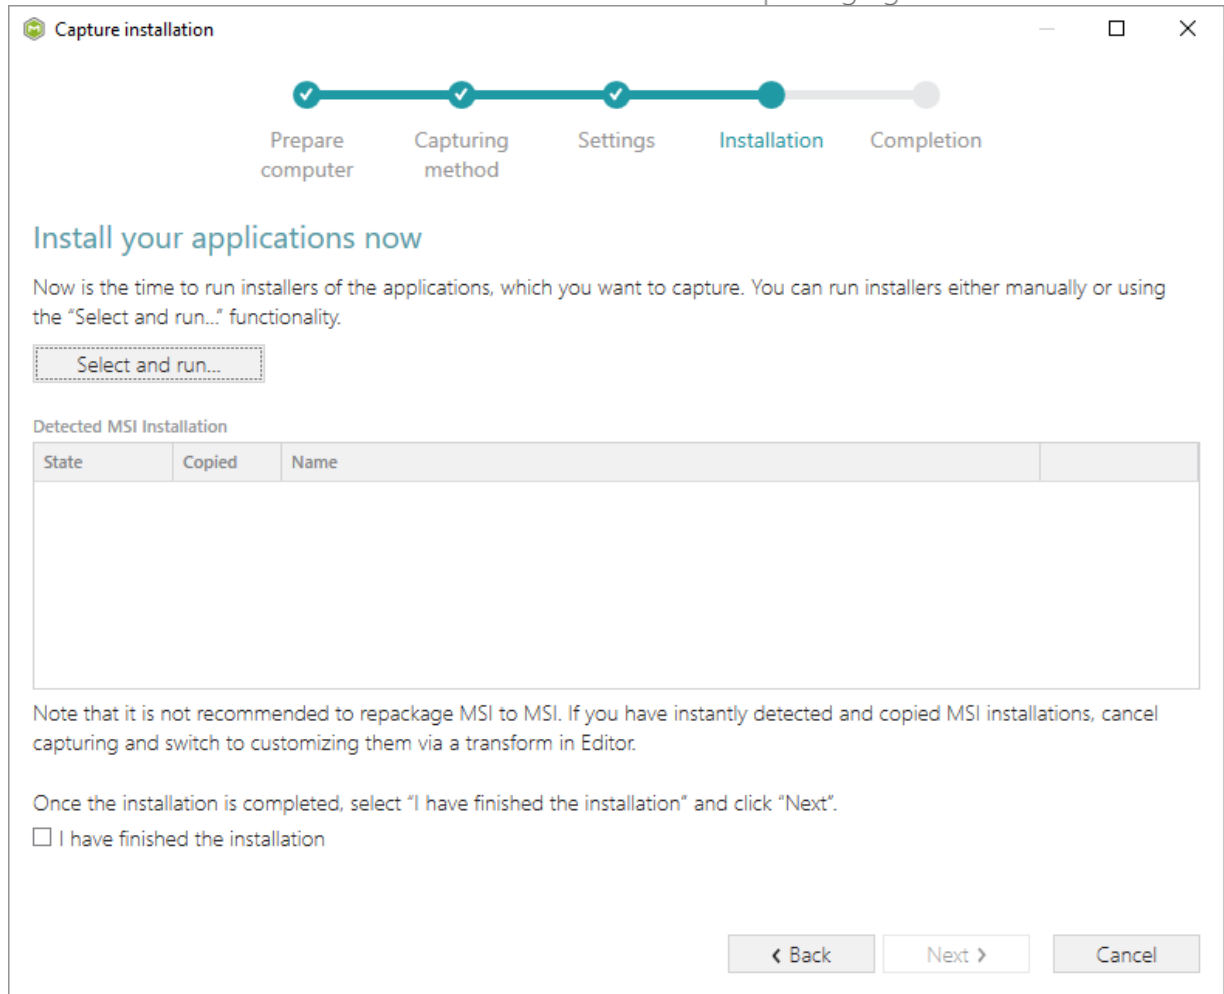 Capture installation
Prepare computer
Capturing method
Settings
Installation
Completion
Install your applications now
Now is the time to run installers of the applications, which you want to capture. You can run installers either manually or using
the “Select and run...” functionality.
Select and run...
Detected MSI Installation
State Copied Name
Note that it is not recommended to repackage MSI to MSI. If you have instantly detected and copied MSI installations, cancel
capturing and switch to customizing them via a transform in Editor.
Once the installation is completed, select “I have finished the installation” and click “Next”.
I have finished the installation
Back Next Cancel